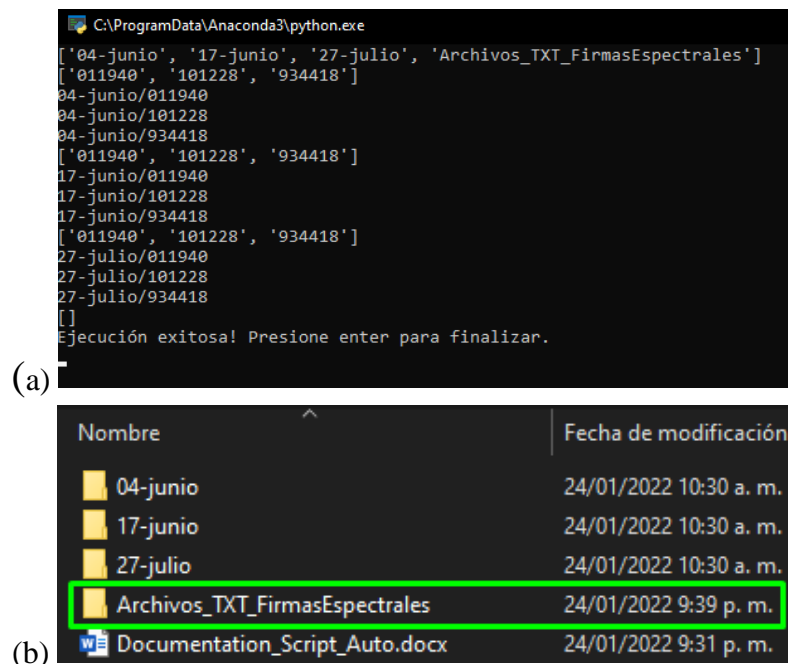 C:\ProgramData\Anaconda3\python.exe
['04-junio', '17-junio', '27-julio', 'Archivos_TXT_FirmasEspectrales']
['011940', '101228', '934418']
04-junio/011940
04-junio/101228
04-junio/934418
['011940', '101228', '934418']
17-junio/011940
17-junio/101228
17-junio/934418
['011940', '101228', '934418']
27-julio/011940
27-julio/101228
27-julio/934418
[]
Ejecución exitosa! Presione enter para finalizar.
(a)
Nombre Fecha de modificación
04-junio 24/01/2022 10:30 a. m.
17-junio 24/01/2022 10:30 a. m.
27-julio 24/01/2022 10:30 a. m.
Archivos_TXT_FirmasEspectrales 24/01/2022 9:39 p. m.
Documentation_Script_Auto.docx 24/01/2022 9:31 p. m.
(b)